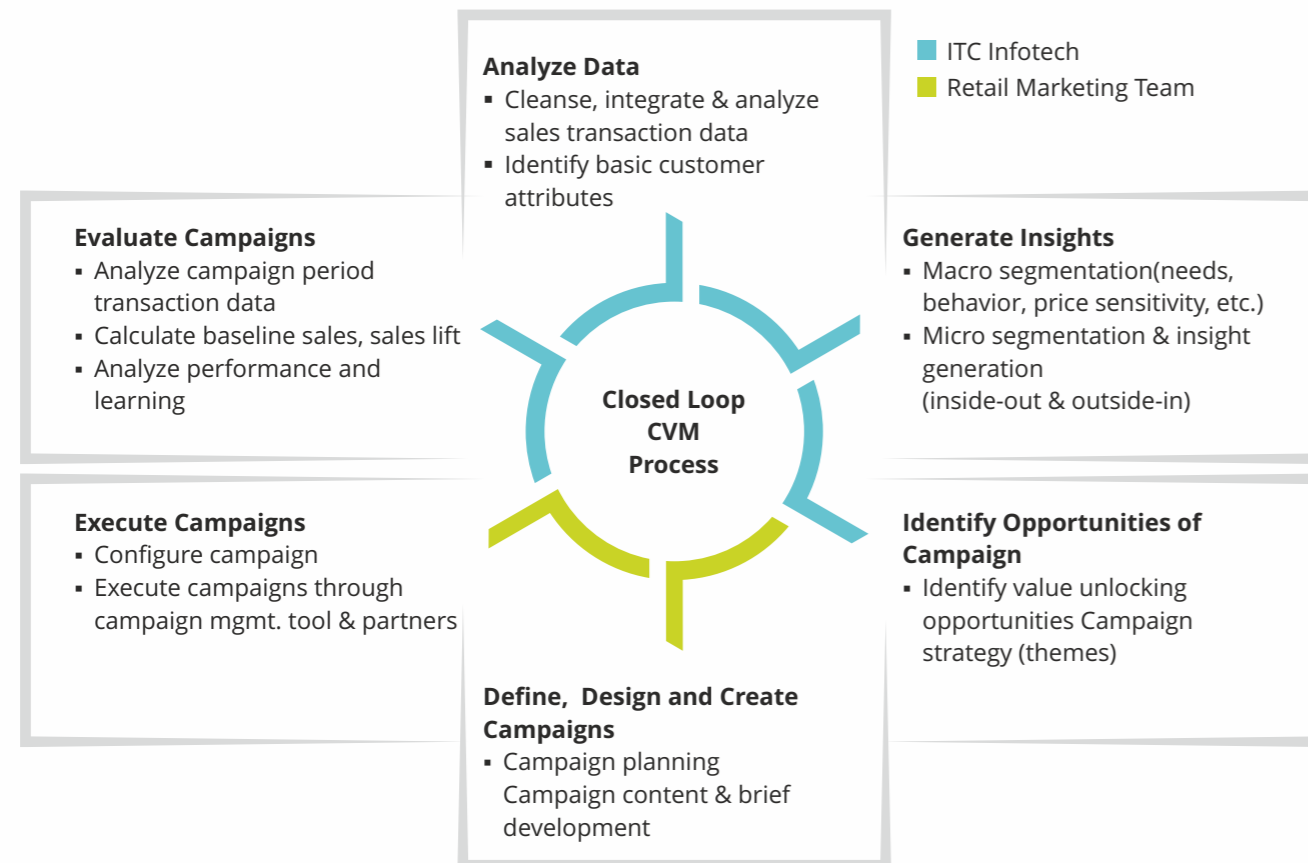 Analyze Data
▪ Cleanse, integrate & analyze
sales transaction data
▪ Identify basic customer
attributes
ITC Infotech
Retail Marketing Team
Evaluate Campaigns
▪ Analyze campaign period
transaction data
▪ Calculate baseline sales, sales lift
▪ Analyze performance and
learning
Generate Insights
▪ Macro segmentation(needs,
behavior, price sensitivity, etc.)
▪ Micro segmentation & insight
generation
(inside-out & outside-in)
Closed Loop
CVM
Process
Execute Campaigns
▪ Configure campaign
▪ Execute campaigns through
campaign mgmt. tool & partners
Identify Opportunities of
Campaign
▪ Identify value unlocking
opportunities Campaign
strategy (themes)
Define, Design and Create
Campaigns
▪ Campaign planning
Campaign content & brief
development